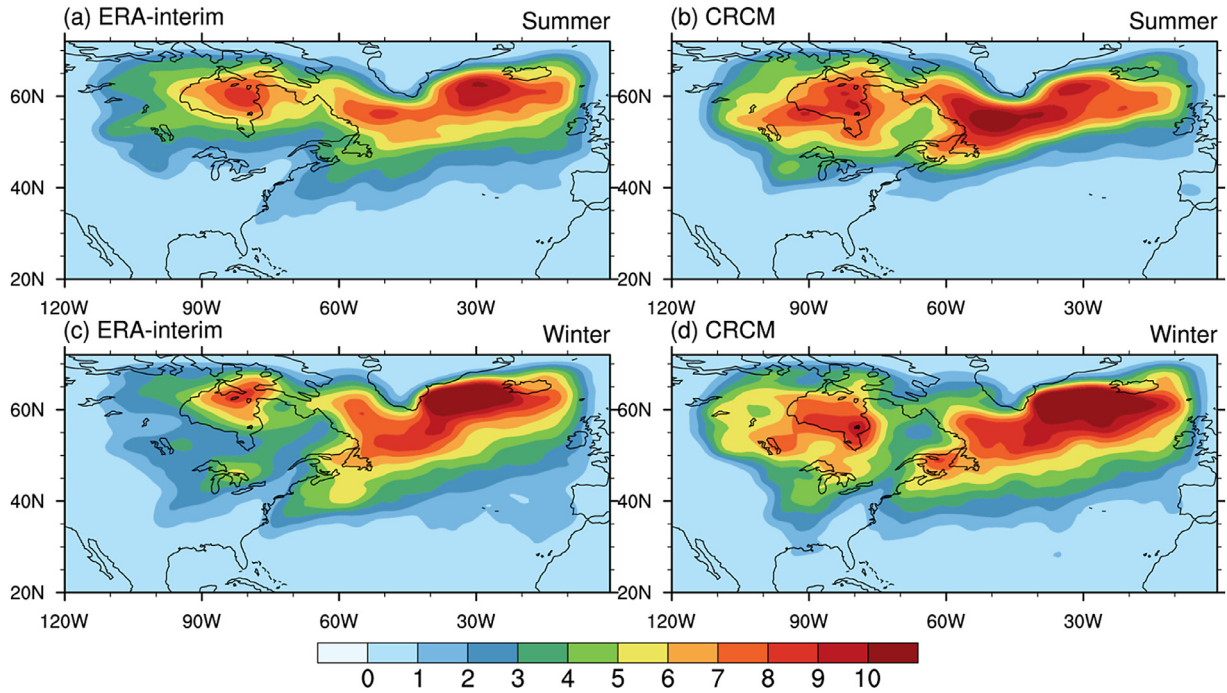 (a) ERA-interim Summer (b) CRCM Summer
60N 60N
40N 40N
20N 20N
120W 90W 60W 30W 120W 90W 60W 30W
(c) ERA-interim Winter (d) CRCM Winter
60N 60N
40N 40N
20N 20N
120W 90W 60W 30W 120W 90W 60W 30W
0 1 2 3 4 5 6 7 8 9 10